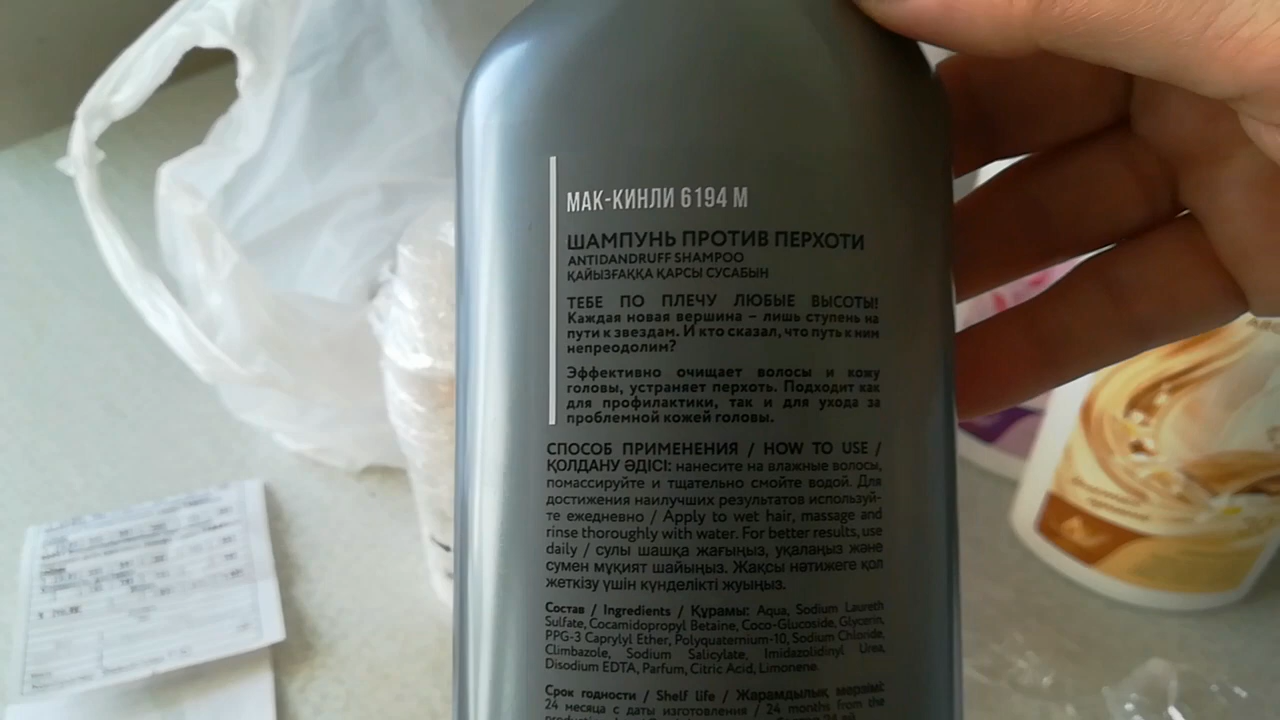 МАК-КИНЛИ 6194 М
ШАМПУНЬ ПРОТИВ ПЕРХОТИ
ANTIDANDRUFF SHAMPOO
ҚАЙЫЗҒАҚҚА ҚАРСЫ СУСАБЫН
ТЕБЕ ПО ПЛЕЧУ ЛЮБЫЕ ВЫСОТЫ!
Каждая новая вершина – лишь ступень на
пути к звездам. И кто сказал, что путь к ним
непреодолим?
Эффективно очищает волосы и кожу
головы, устраняет перхоть. Подходит как
для профилактики, так и для ухода за
проблемной кожей головы.
СПОСОБ ПРИМЕНЕНИЯ / HOW TO USE /
ҚОЛДАНУ ӘДІСІ: нанесите на влажные волосы,
помассируйте и тщательно смойте водой. Для
достижения наилучших результатов используй-
те ежедневно / Apply to wet hair, massage and
rinse thoroughly with water. For better results, use
daily / сулы шашқа жағыңыз, уқалаңыз және
сумен мұқият шайыңыз. Жақсы нәтижеге қол
жеткізу үшін күнделікті жуыңыз.
Состав / Ingredients / Құрамы: Aqua, Sodium Laureth
Sulfate, Cocamidopropyl Betaine, Coco-Glucoside, Glycerin,
PPG-3 Caprylyl Ether, Polyquaternium-10, Sodium Chloride,
Climbazole, Sodium Salicylate, Imidazolidinyl Urea,
Disodium EDTA, Parfum, Citric Acid, Limonene.
Срок годности / Shelf life / Жарамдылық мерзімі:
24 месяца с даты изготовления / 24 months from the